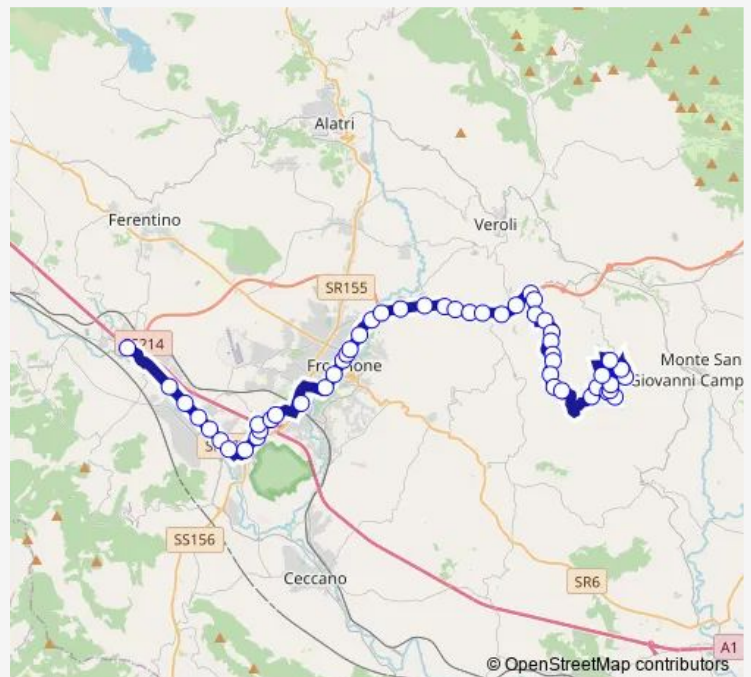 Alatri
Ferentino
Veroli
SR155
Monte San
Giovanni Camp
SS156
Ceccano
SR6
A1
© OpenStreetMap contributors